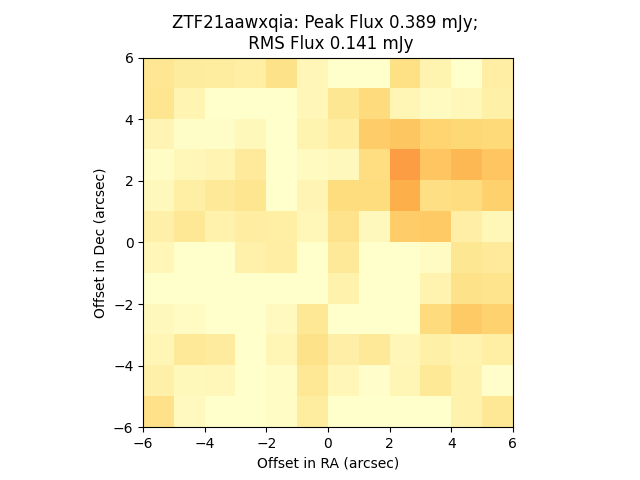 ZTF21aawxqia: Peak Flux 0.389 mJy;
RMS Flux 0.141 mJy
6
4
2
0
−2
−4
−6
Offset in Dec (arcsec)
−6 −4 −2 0 2 4 6
Offset in RA (arcsec)